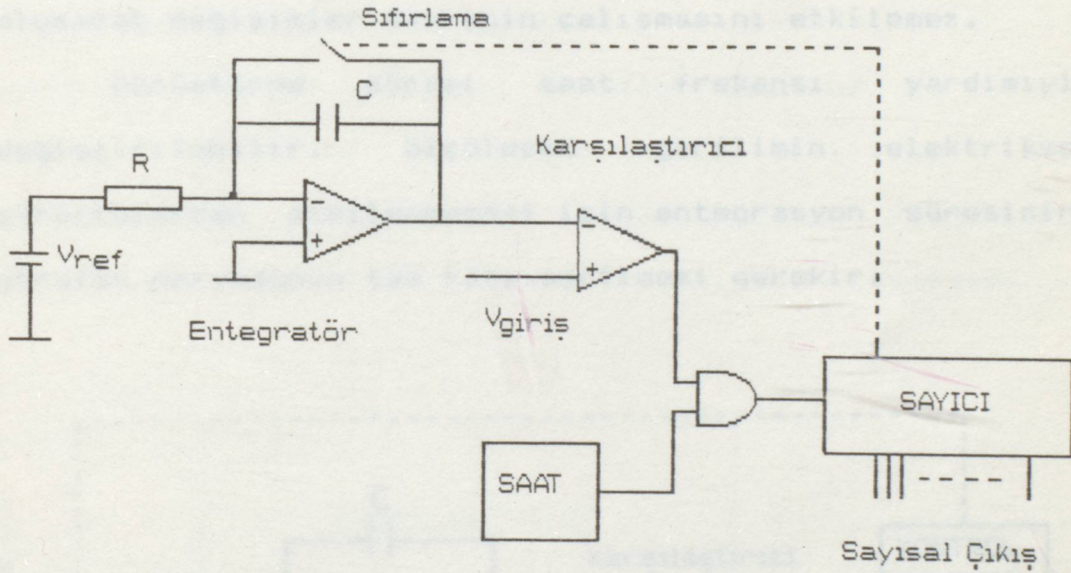 Sıfırlama
C
Karşılaştırıcı
R
-
+
Vref
Entegratör
-
+
Vgiriş
SAYICI
SAAT
Sayısal Çıkış